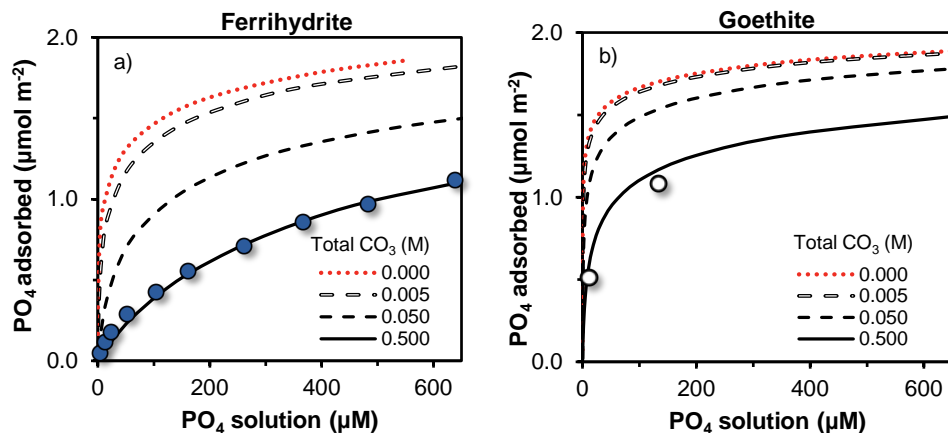 Ferrihydrite
a)
PO4 adsorbed (µmol m-2)
2.0
1.0
0.0
Total CO3 (M)
0.000
0.005
0.050
0.500
0
200
400
600
PO4 solution (µM)
Goethite
b)
PO4 adsorbed (µmol m-2)
2.0
1.0
0.0
Total CO3 (M)
0.000
0.005
0.050
0.500
0
200
400
600
PO4 solution (µM)